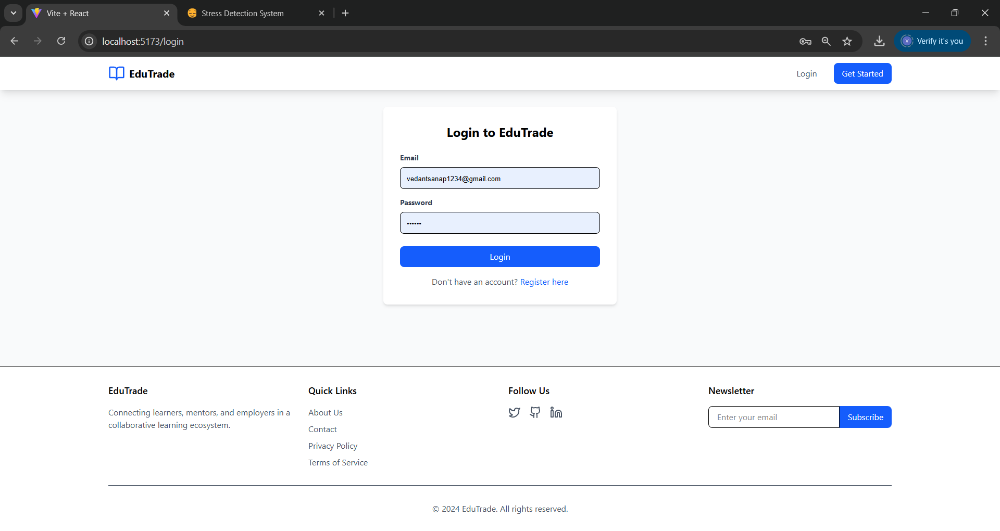 Vite + React
Stress Detection System
localhost:5173/login
V
Verify it's you
EduTrade
Login
Get Started
Login to EduTrade
Email
vedantsanap1234@gmail.com
Password
••••••
Login
Don't have an account? Register here
EduTrade
Connecting learners, mentors, and employers in a
collaborative learning ecosystem.
Quick Links
About Us
Contact
Privacy Policy
Terms of Service
Follow Us
Newsletter
Enter your email
Subscribe
© 2024 EduTrade. All rights reserved.